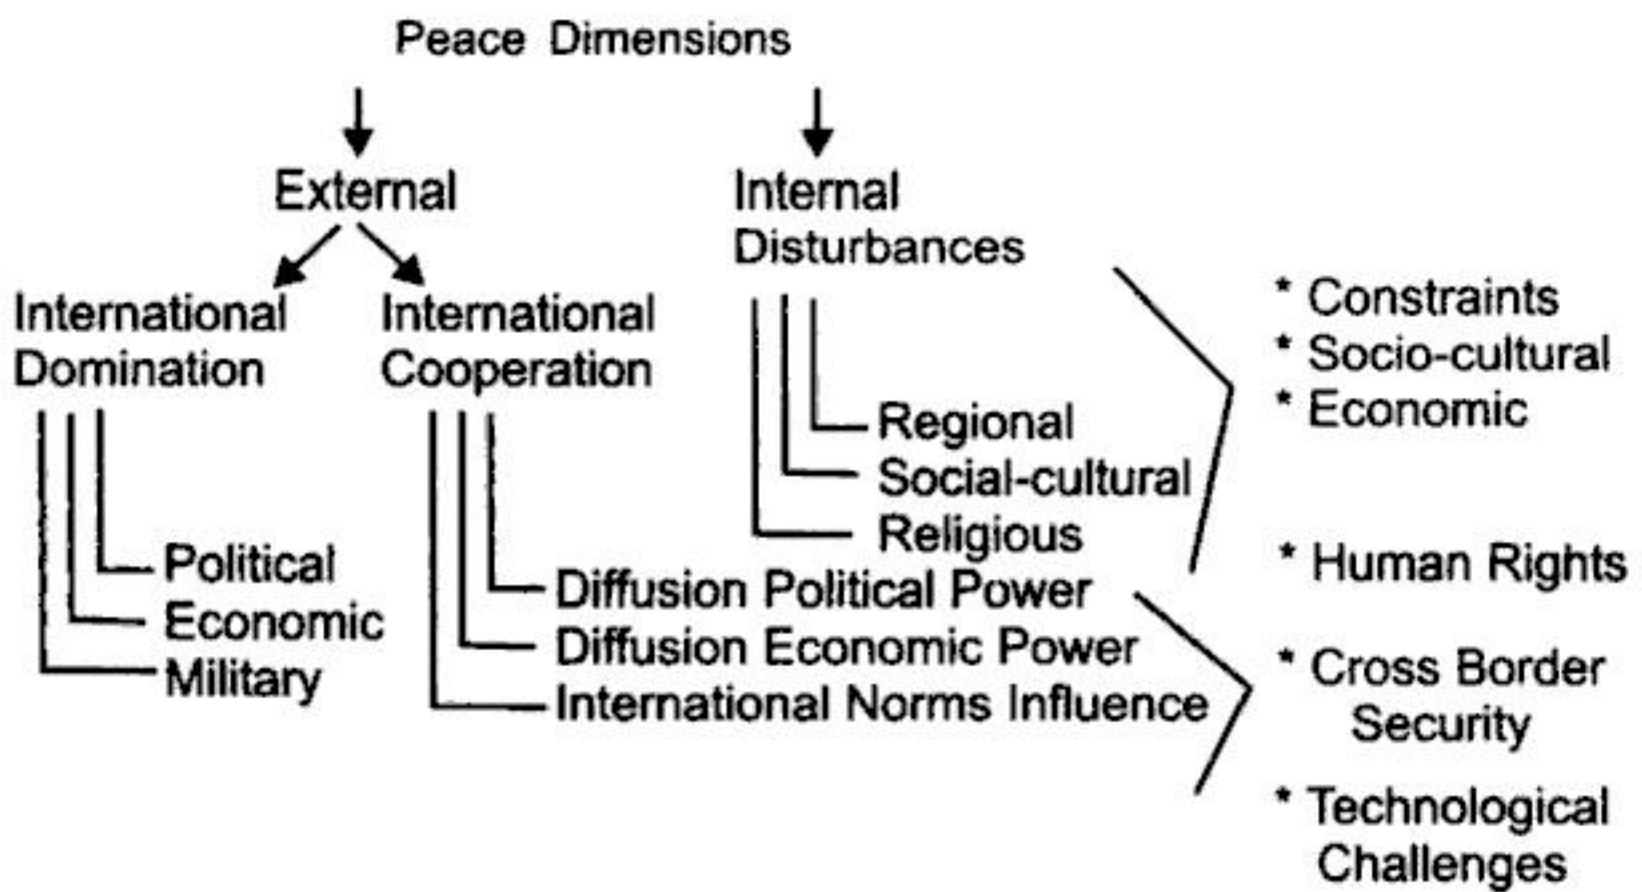 Peace Dimensions
External
Internal
Disturbances
International
Domination
International
Cooperation
Regional
Social-cultural
Religious
Political
Economic
Military
Diffusion Political Power
Diffusion Economic Power
International Norms Influence
* Constraints
* Socio-cultural
* Economic
* Human Rights
* Cross Border
Security
* Technological
Challenges